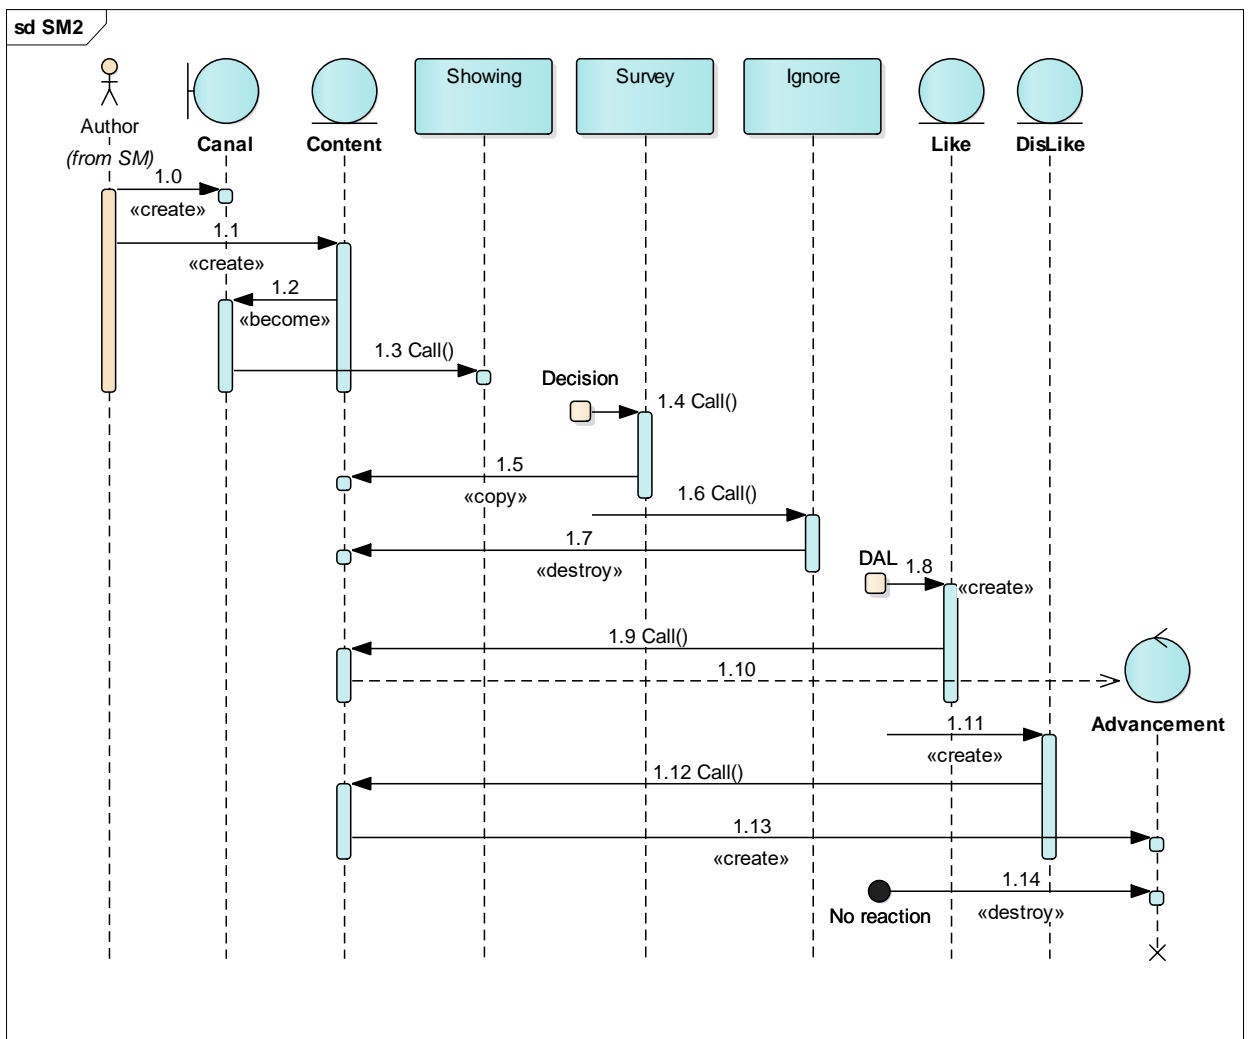 sd SM2
Showing
Survey
Ignore
Author
(from SM)
Canal
Content
Like
DisLike
1.0
«create»
1.1
«create»
1.2
«become»
1.3 Call()
Decision
1.4 Call()
1.5
«copy»
1.6 Call()
1.7
«destroy»
DAL
1.8
«create»
1.9 Call()
1.10
Advancement
1.11
«create»
1.12 Call()
1.13
«create»
1.14
No reaction
«destroy»